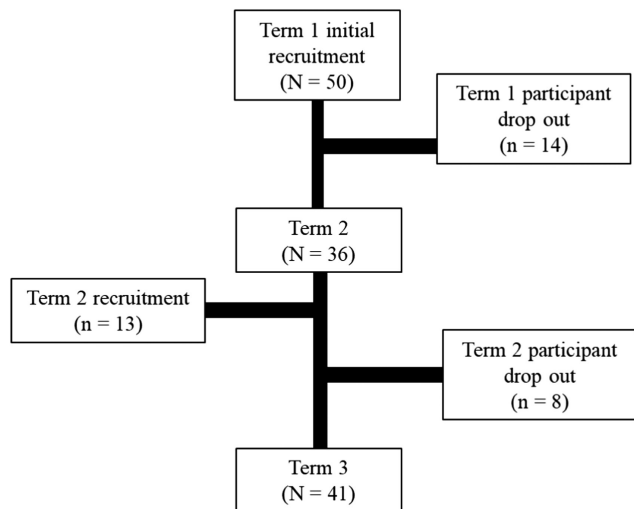 Term 1 initial
recruitment
(N = 50)
Term 1 participant
drop out
(n = 14)
Term 2
(N = 36)
Term 2 recruitment
(n = 13)
Term 2 participant
drop out
(n = 8)
Term 3
(N = 41)